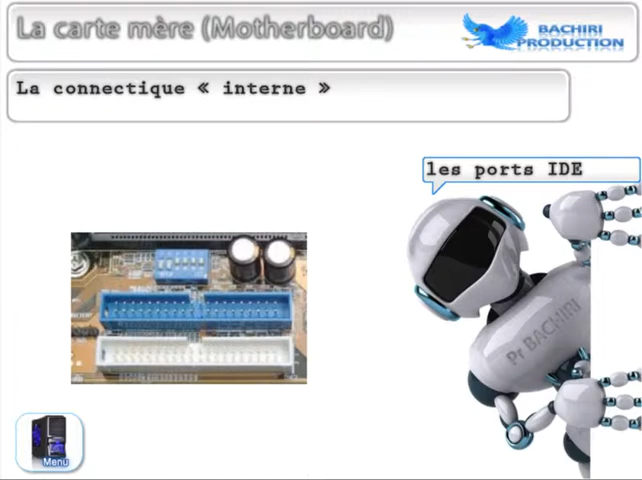 La carte mère (Motherboard)
BACHIRI
PRODUCTION
La connectique « interne »
les ports IDE
Pr BACHIRI
Menu